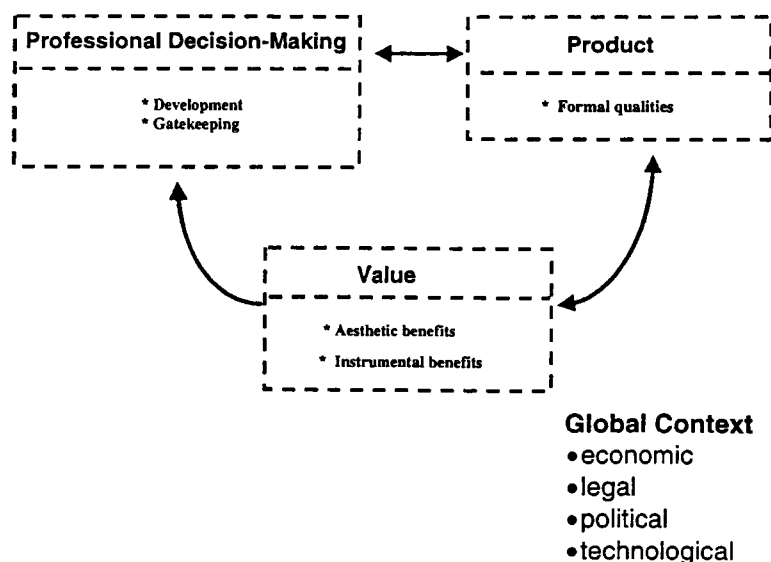 Professional Decision-Making
* Development
* Gatekeeping
Product
* Formal qualities
Value
* Aesthetic benefits
* Instrumental benefits
Global Context
•economic
•legal
•political
•technological